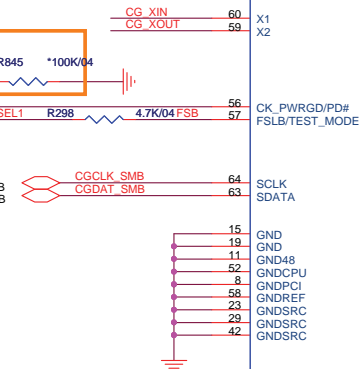 CG_XIN 60 X1
CG_XOUT 59 X2
R845 *100K/04
56 CK_PWRGD/PD#
SEL1 R298 4.7K/04 FSB 57 FSLB/TEST_MODE
CGCLK_SMB 64 SCLK
B CGDAT_SMB 63 SDATA
B
15 GND
19 GND
11 GND48
52 GNDCPU
8 GNDPCI
58 GNDREF
23 GNDSRC
29 GNDSRC
42 GNDSRC